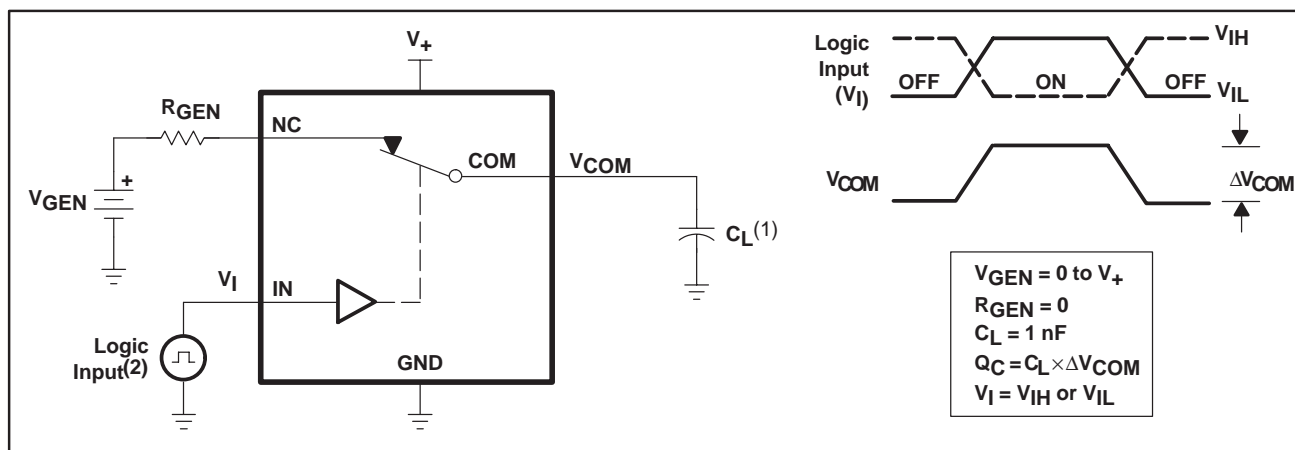 V+
RGEN
NC
COM
VCOM
VGEN
+
CL(1)
VI
IN
Logic
Input(2)
GND
Logic
Input
(VI)
OFF
ON
OFF
VIH
VIL
VCOM
ΔVCOM
VGEN = 0 to V+
RGEN = 0
CL = 1 nF
QC = CL × ΔVCOM
VI = VIH or VIL